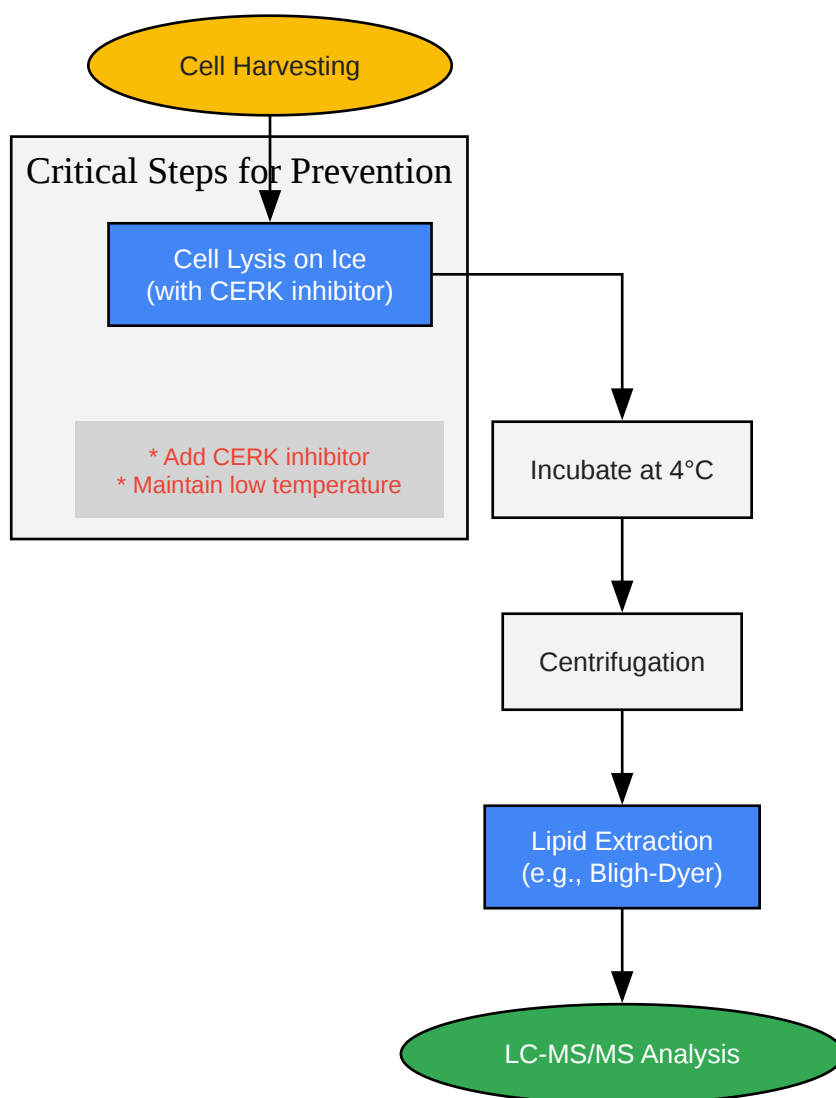 Cell Harvesting
Critical Steps for Prevention
Cell Lysis on Ice
(with CERK inhibitor)
* Add CERK inhibitor
* Maintain low temperature
Incubate at 4°C
Centrifugation
Lipid Extraction
(e.g., Bligh-Dyer)
LC-MS/MS Analysis